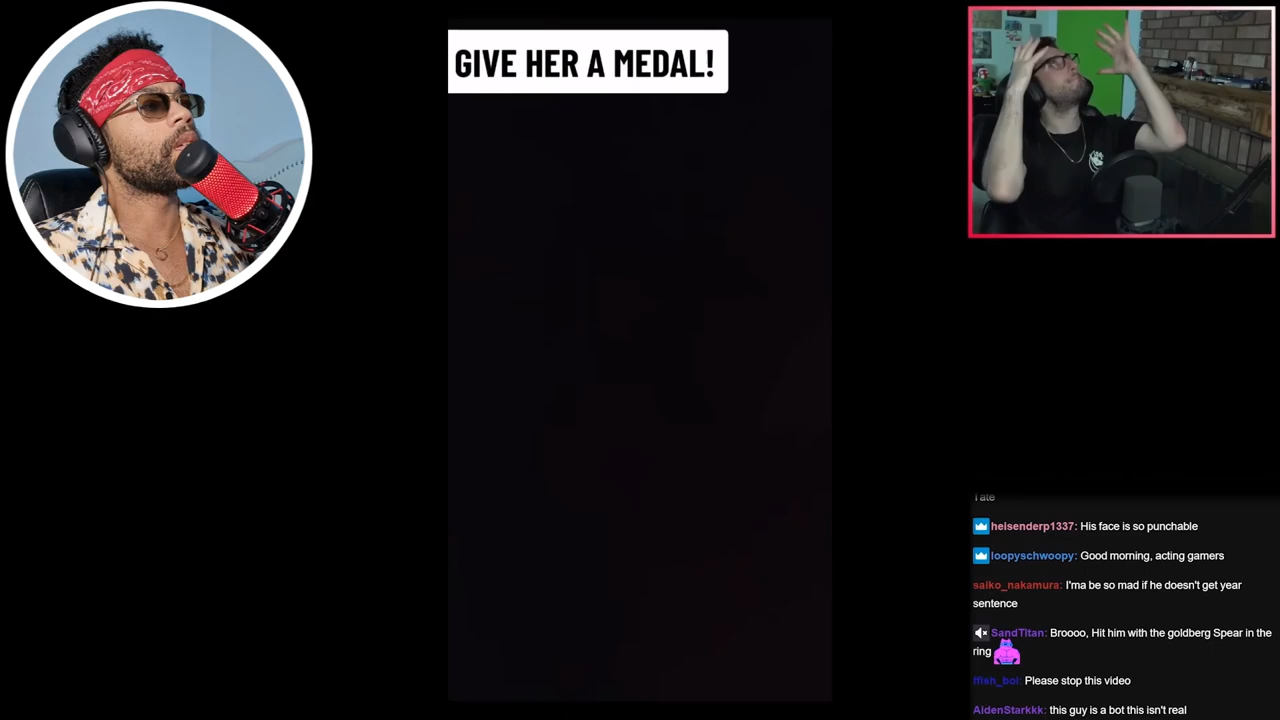 GIVE HER A MEDAL!
heisenderp1337: His face is so punchable
loopyschwoopy: Good morning, acting gamers
saiko_nakamura: I'ma be so mad if he doesn't get year
sentence
SandTitan: Broooo, Hit him with the goldberg Spear in the
ring
ffish_boi: Please stop this video
AidenStarkkk: this guy is a bot this isn't real